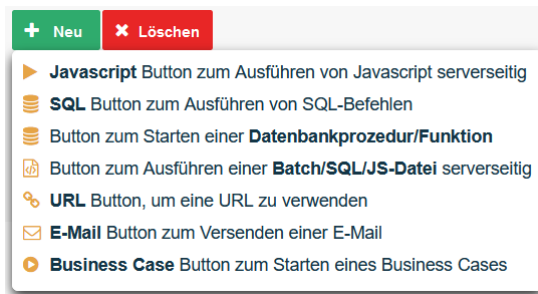 Neu Löschen
Javascript Button zum Ausführen von Javascript serverseitig
SQL Button zum Ausführen von SQL-Befehlen
Button zum Starten einer Datenbankprozedur/Funktion
Button zum Ausführen einer Batch/SQL/JS-Datei serverseitig
URL Button, um eine URL zu verwenden
E-Mail Button zum Versenden einer E-Mail
Business Case Button zum Starten eines Business Cases